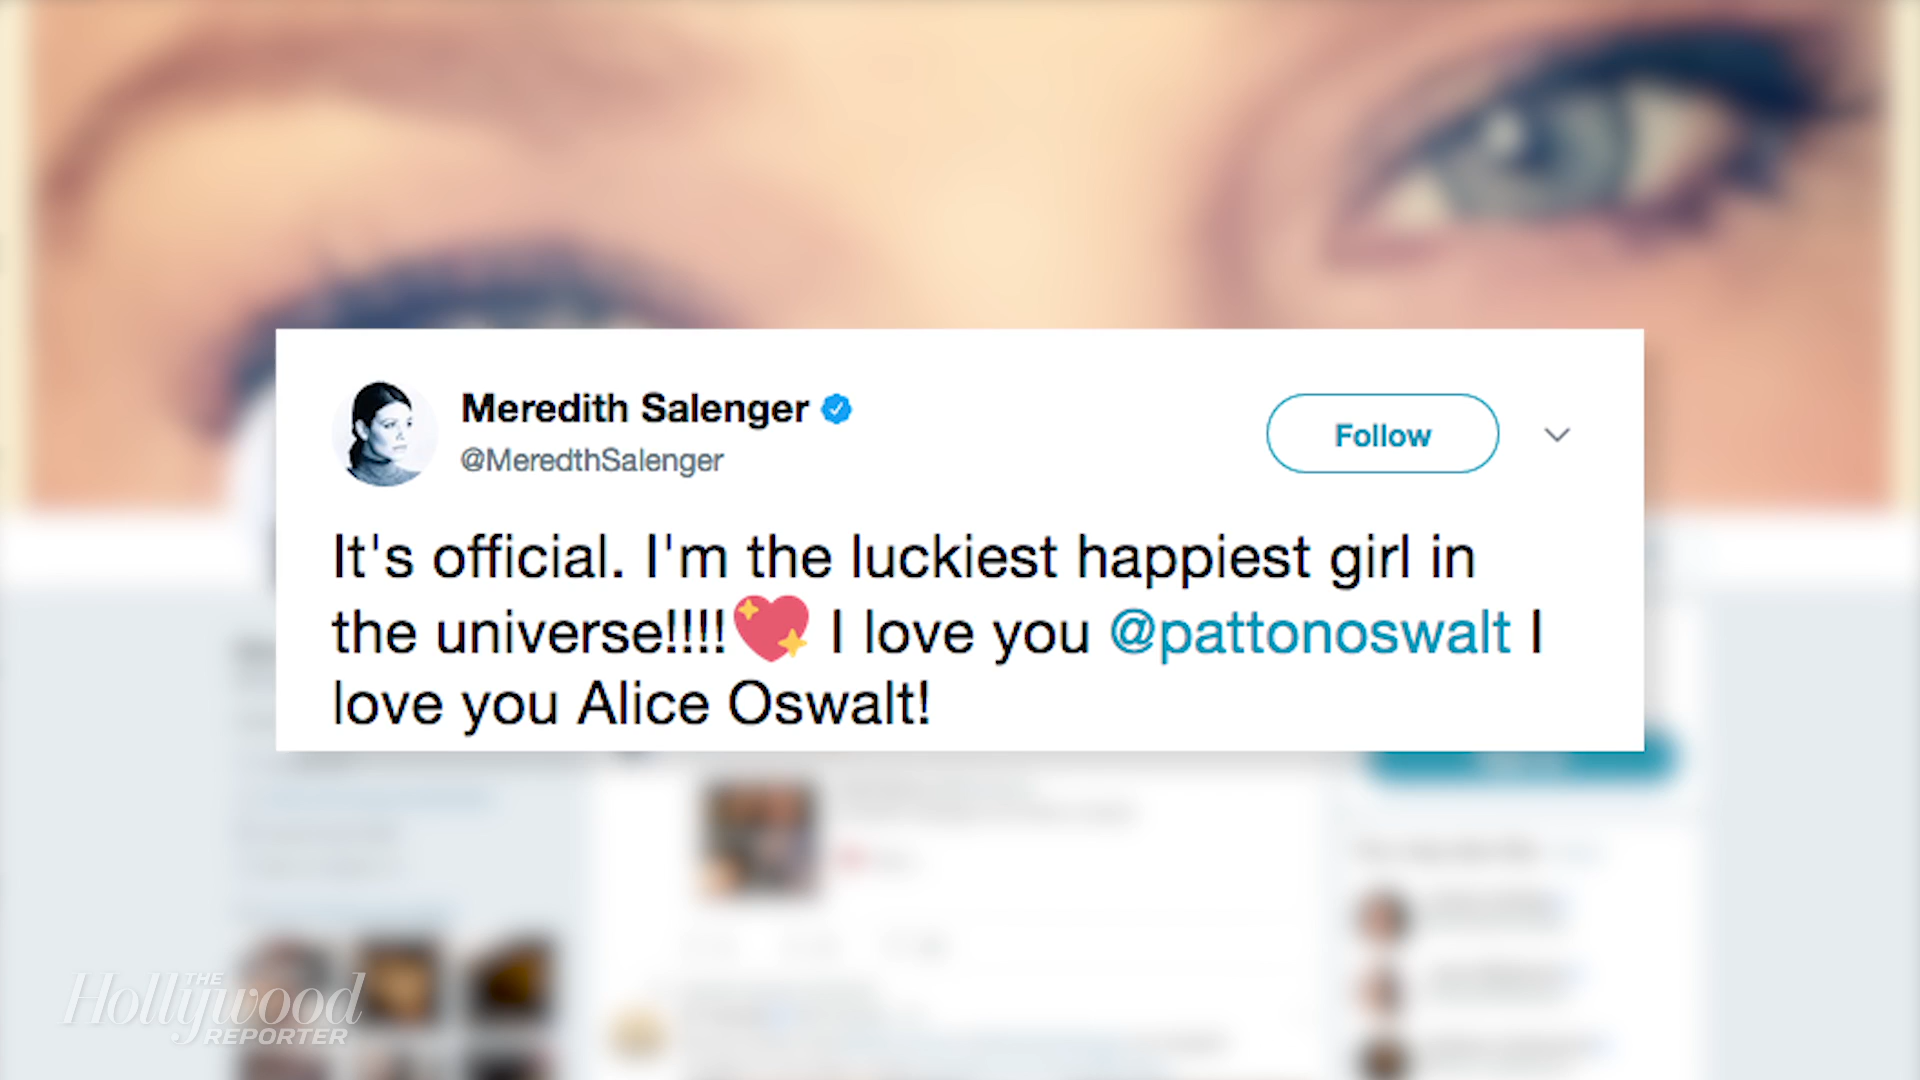 Meredith Salenger
@MeredthSalenger
Follow
It's official. I'm the luckiest happiest girl in
the universe!!!!💖 I love you @pattonoswalt I
love you Alice Oswalt!
THE
Hollywood
REPORTER